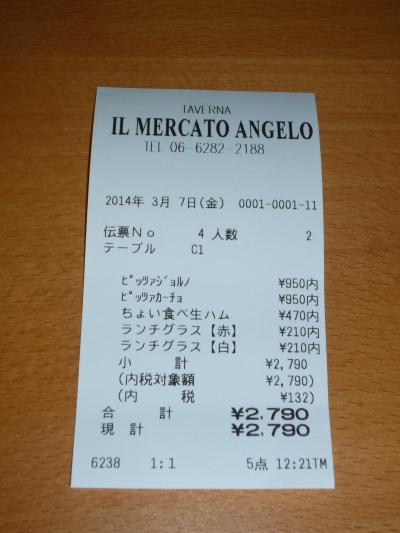 TAVERNA
IL MERCATO ANGELO
TEL 06-6282-2188
2014年 3月 7日(金) 0001-0001-11
伝票No 4 人数 2
テーブル C1
ﾋﾟｯﾂｧｼﾞｮﾙﾉ ¥950内
ﾋﾟｯﾂｧｶｰﾁｮ ¥950内
ちょい食べ生ハム ¥470内
ランチグラス【赤】 ¥210内
ランチグラス【白】 ¥210内
小 計 ¥2,790
(内税対象額 ¥2,790)
(内 税 ¥132)
合 計 ¥2,790
現 計 ¥2,790
6238 1:1 5点 12:21TM